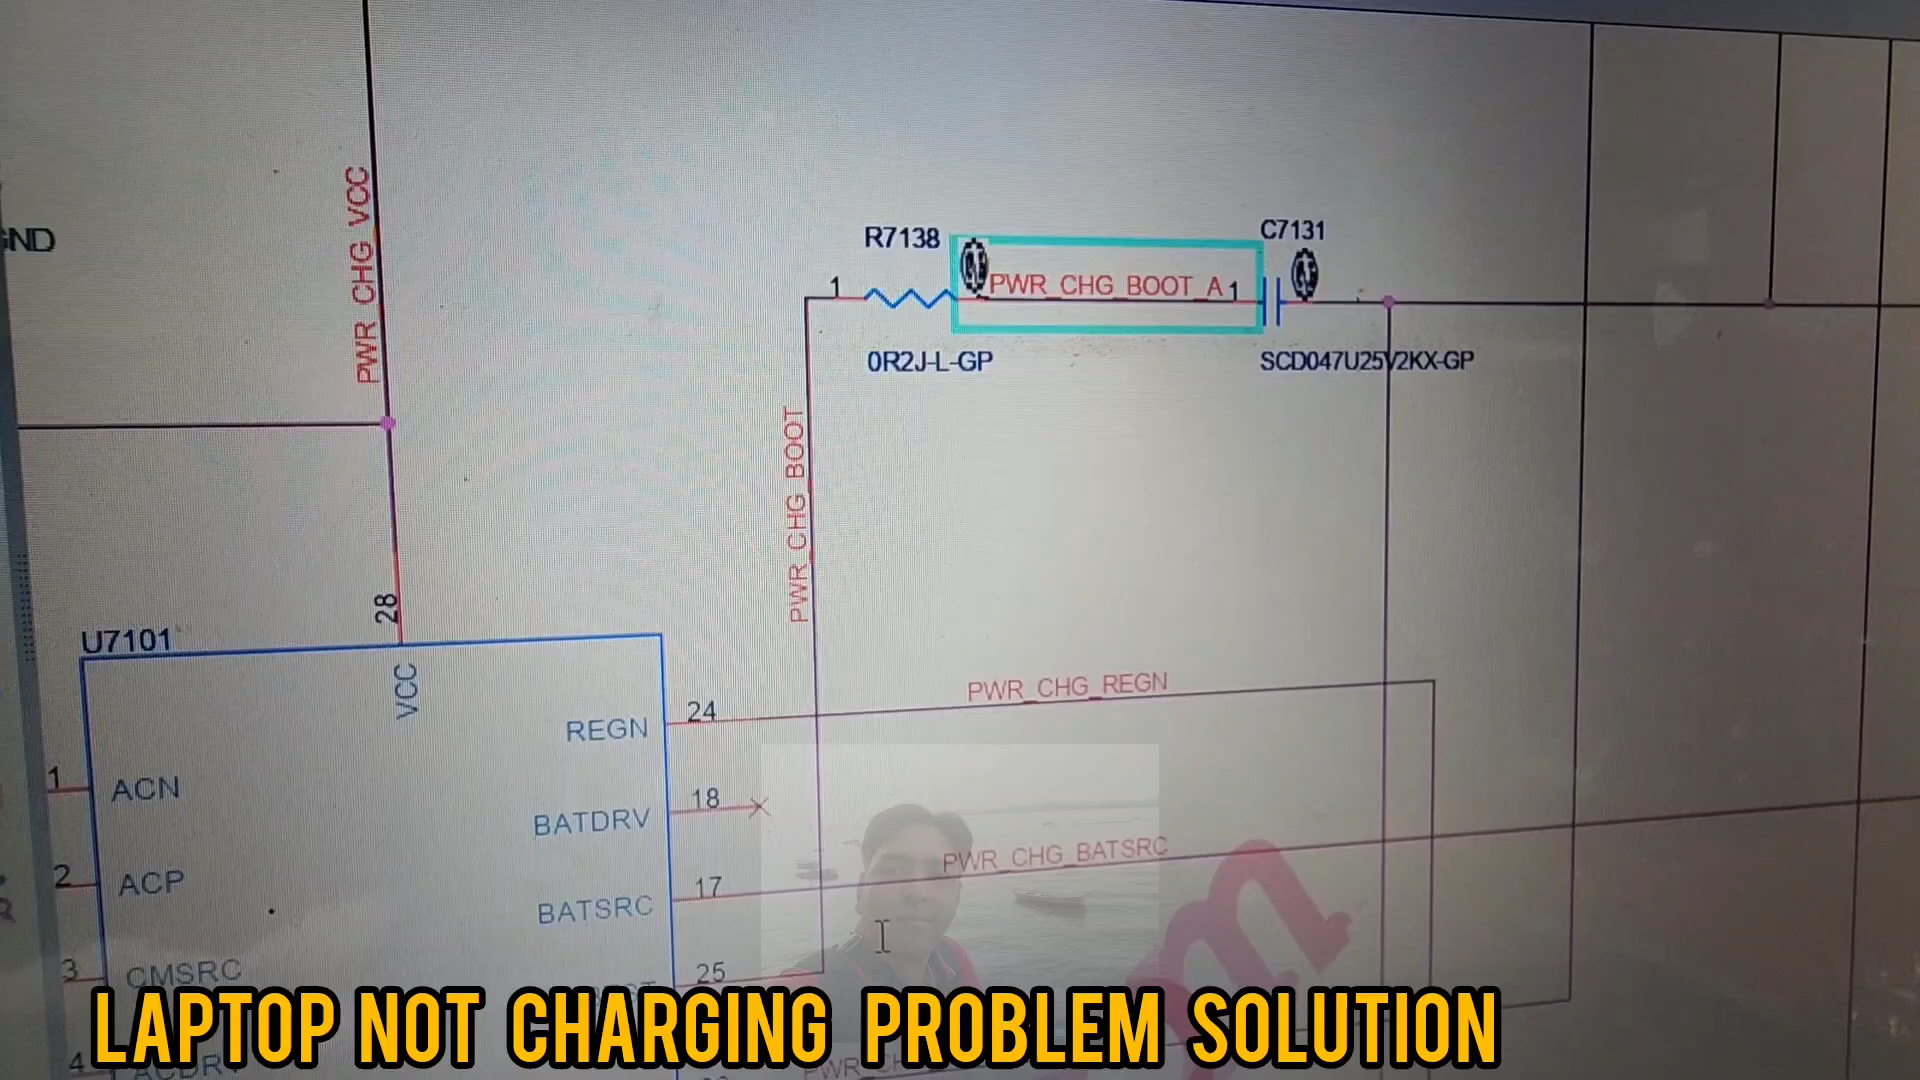 GND
PWR_CHG_VCC
R7138
C7131
1
PWR_CHG_BOOT_A
1
0R2J-L-GP
SCD047U25V2KX-GP
PWR_CHG_BOOT
28
U7101
VCC
PWR_CHG_REGN
24
REGN
1
ACN
18
BATDRV
PWR_CHG_BATSRC
2
ACP
17
BATSRC
3
CMSRC
25
LAPTOP NOT CHARGING PROBLEM SOLUTION
4